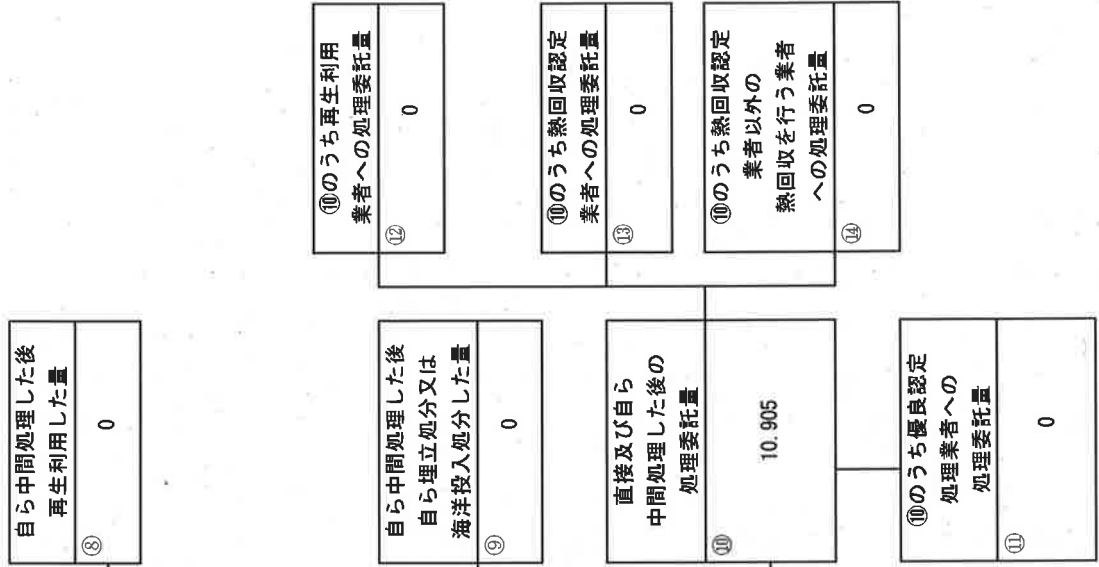 自ら中間処理した後
再生利用した量
⑧
0
自ら中間処理した後
自ら埋立処分又は
海洋投入処分した量
⑨
0
直接及び自ら
中間処理した後の
処理委託量
⑩
10.905
⑩のうち優良認定
処理業者への
処理委託量
⑪
0
⑩のうち再生利用
業者への処理委託量
⑫
0
⑩のうち熱回収認定
業者への処理委託量
⑬
0
⑩のうち熱回収認定
業者以外の
熱回収を行う業者
への処理委託量
⑭
0